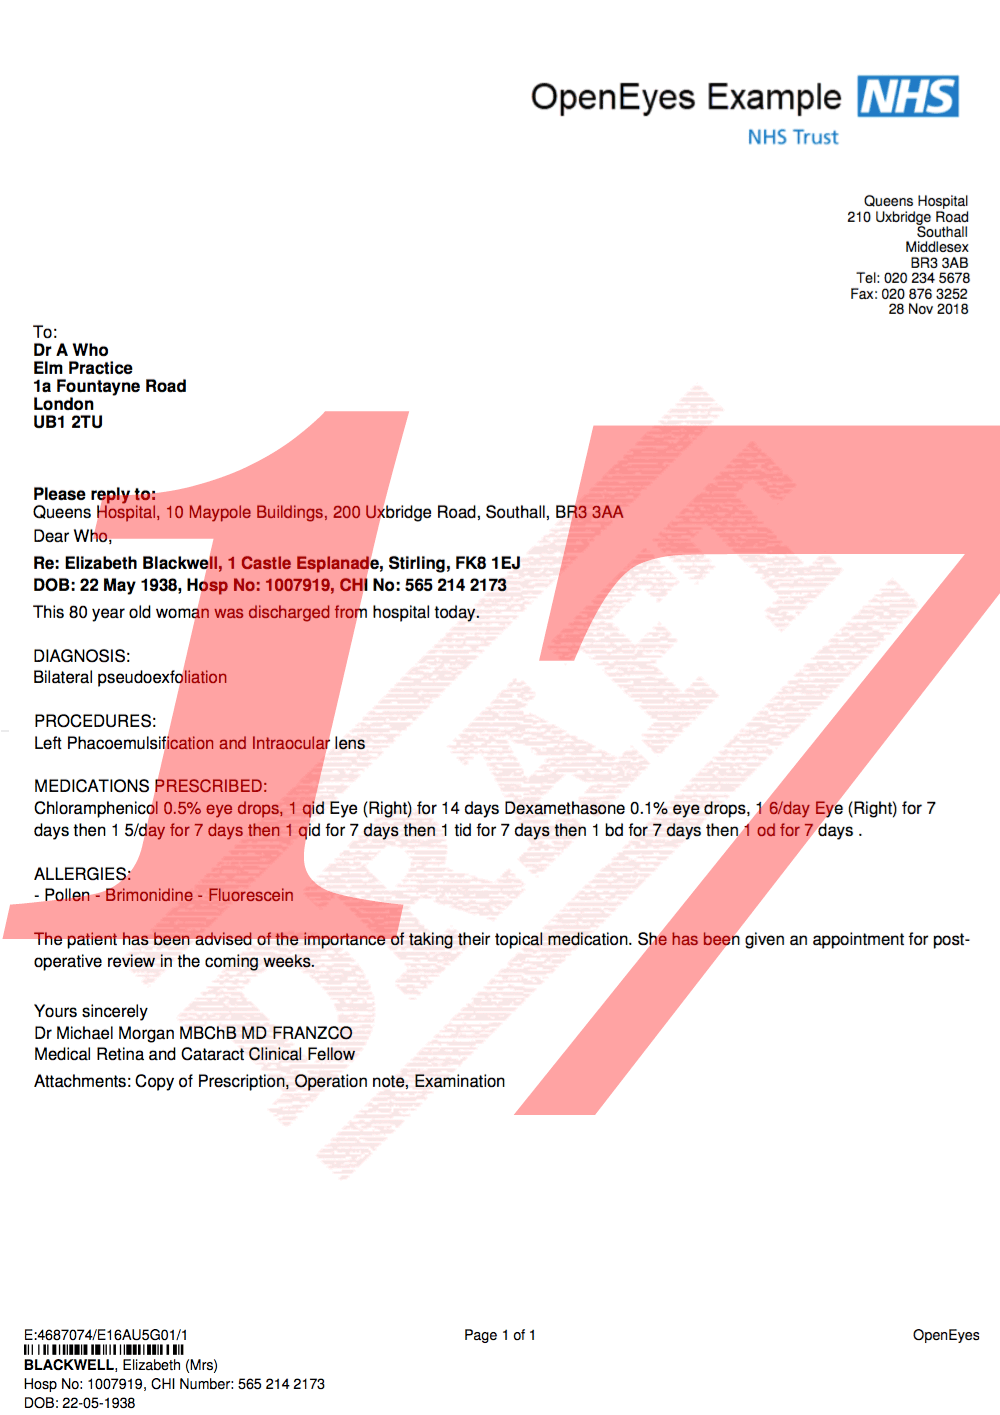 OpenEyes Example NHS
NHS Trust
Queens Hospital
210 Uxbridge Road
Southall
Middlesex
BR3 3AB
Tel: 020 234 5678
Fax: 020 876 3252
28 Nov 2018
To:
Dr A Who
Elm Practice
1a Fountayne Road
London
UB1 2TU
17
DRAFT
Please reply to:
Queens Hospital, 10 Maypole Buildings, 200 Uxbridge Road, Southall, BR3 3AA
Dear Who,
Re: Elizabeth Blackwell, 1 Castle Esplanade, Stirling, FK8 1EJ
DOB: 22 May 1938, Hosp No: 1007919, CHI No: 565 214 2173
This 80 year old woman was discharged from hospital today.
DIAGNOSIS:
Bilateral pseudoexfoliation
PROCEDURES:
Left Phacoemulsification and Intraocular lens
MEDICATIONS PRESCRIBED:
Chloramphenicol 0.5% eye drops, 1 qid Eye (Right) for 14 days Dexamethasone 0.1% eye drops, 1 6/day Eye (Right) for 7
days then 1 5/day for 7 days then 1 qid for 7 days then 1 tid for 7 days then 1 bd for 7 days then 1 od for 7 days .
ALLERGIES:
- Pollen - Brimonidine - Fluorescein
The patient has been advised of the importance of taking their topical medication. She has been given an appointment for post-
operative review in the coming weeks.
Yours sincerely
Dr Michael Morgan MBChB MD FRANZCO
Medical Retina and Cataract Clinical Fellow
Attachments: Copy of Prescription, Operation note, Examination
E:4687074/E16AU5G01/1 Page 1 of 1 OpenEyes
BLACKWELL, Elizabeth (Mrs)
Hosp No: 1007919, CHI Number: 565 214 2173
DOB: 22-05-1938